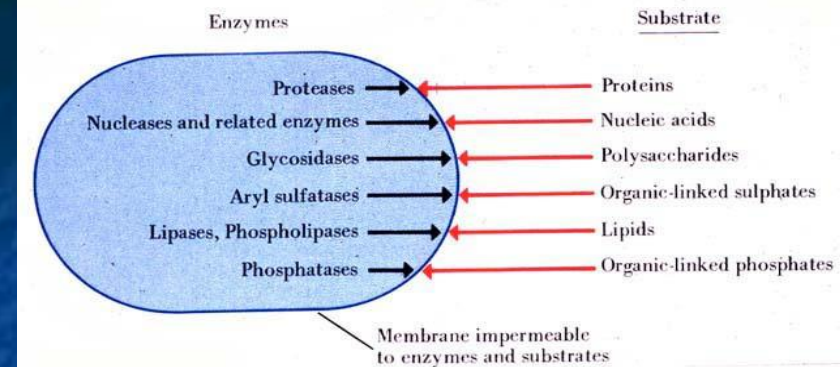 Enzymes Substrate
Proteases Proteins
Nucleases and related enzymes Nucleic acids
Glycosidases Polysaccharides
Aryl sulfatases Organic-linked sulphates
Lipases, Phospholipases Lipids
Phosphatases Organic-linked phosphates
Membrane impermeable
to enzymes and substrates